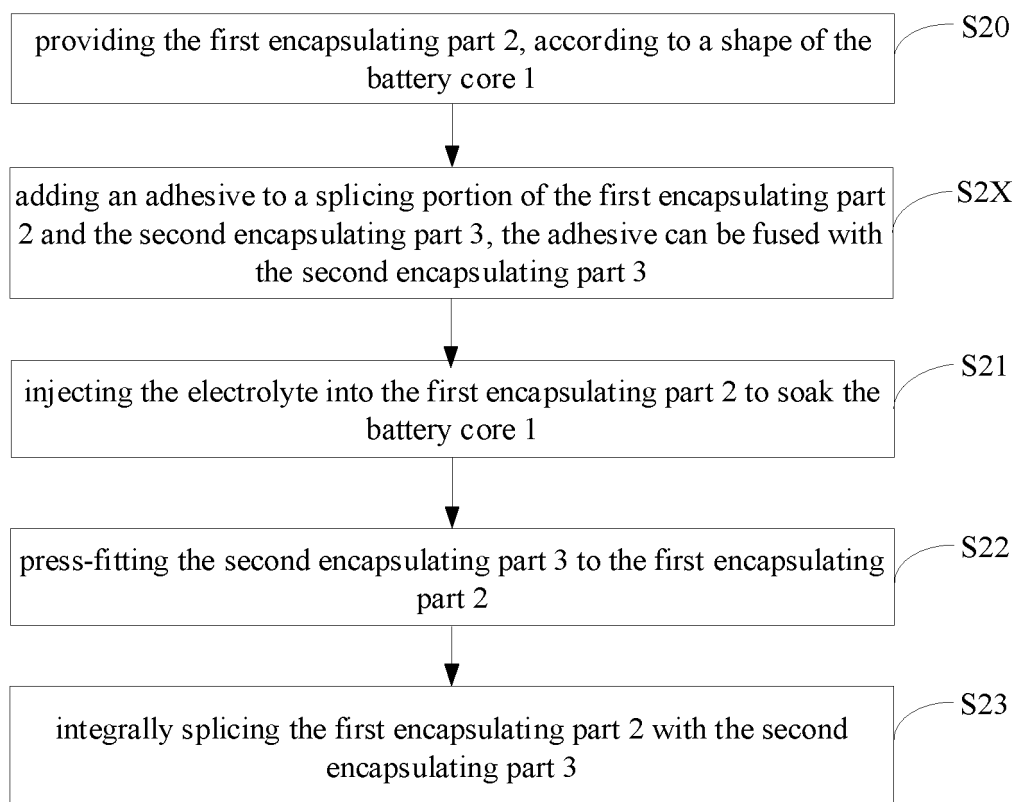 providing the first encapsulating part 2, according to a shape of the
battery core 1
S20
adding an adhesive to a splicing portion of the first encapsulating part
2 and the second encapsulating part 3, the adhesive can be fused with
the second encapsulating part 3
S2X
injecting the electrolyte into the first encapsulating part 2 to soak the
battery core 1
S21
press-fitting the second encapsulating part 3 to the first encapsulating
part 2
S22
integrally splicing the first encapsulating part 2 with the second
encapsulating part 3
S23